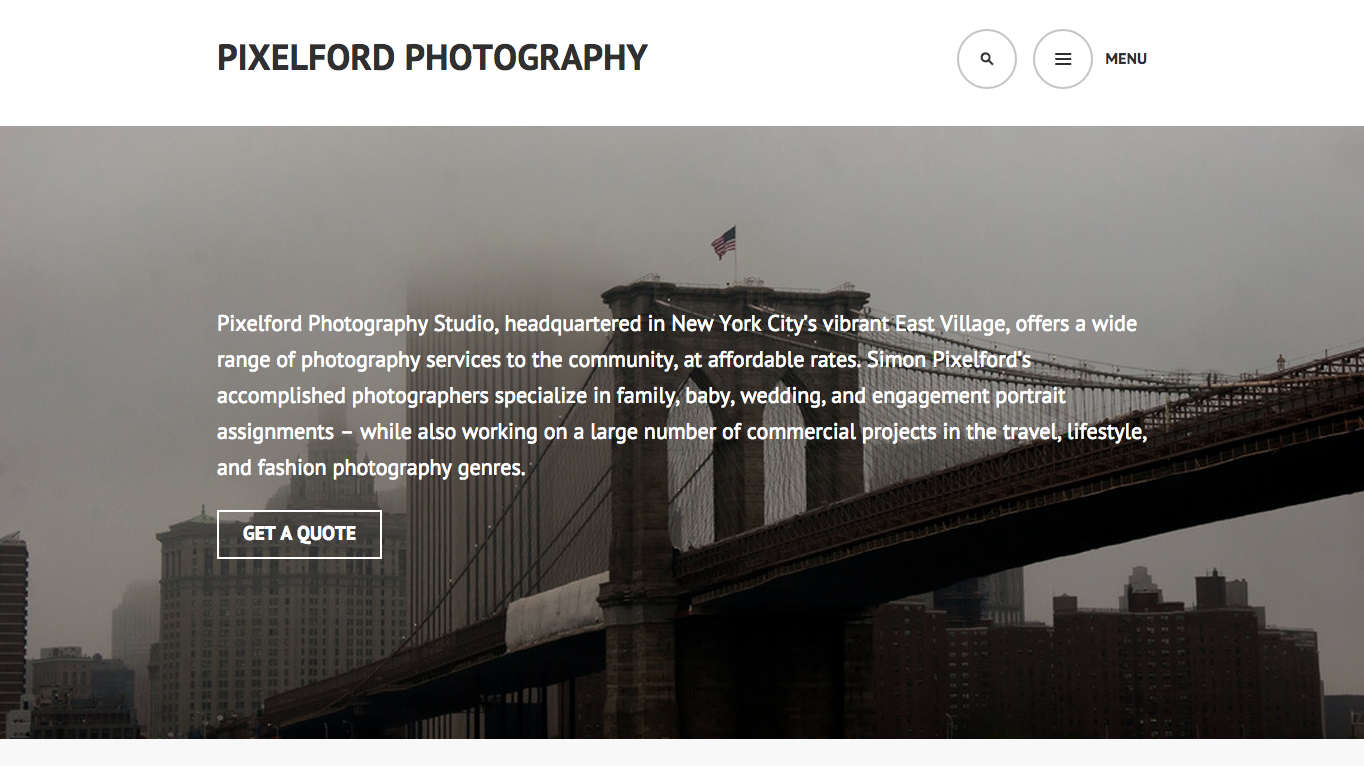 PIXELFORD PHOTOGRAPHY
MENU
Pixelford Photography Studio, headquartered in New York City’s vibrant East Village, offers a wide
range of photography services to the community, at affordable rates. Simon Pixelford’s
accomplished photographers specialize in family, baby, wedding, and engagement portrait
assignments – while also working on a large number of commercial projects in the travel, lifestyle,
and fashion photography genres.
GET A QUOTE